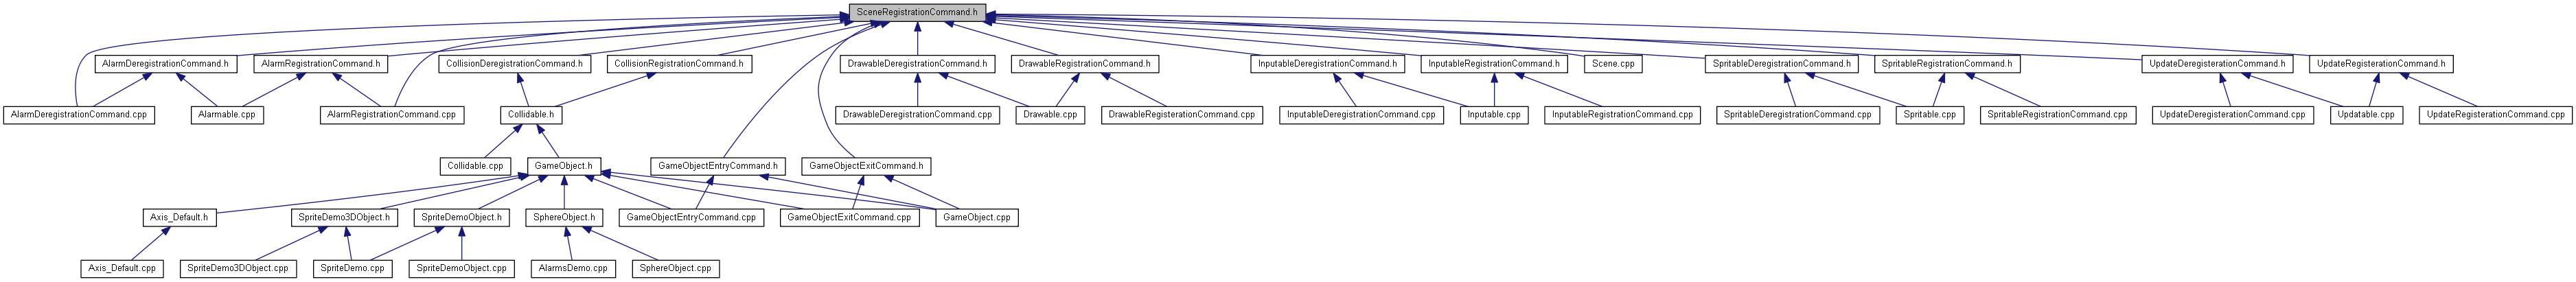 SceneRegistrationCommand.h
AlarmDeregistrationCommand.h
AlarmRegistrationCommand.h
CollisionDeregistrationCommand.h
CollisionRegistrationCommand.h
DrawableDeregistrationCommand.h
DrawableRegistrationCommand.h
InputableDeregistrationCommand.h
InputableRegistrationCommand.h
Scene.cpp
SpritableDeregistrationCommand.h
SpritableRegistrationCommand.h
UpdateDeregisterationCommand.h
UpdateRegisterationCommand.h
AlarmDeregistrationCommand.cpp
Alarmable.cpp
AlarmRegistrationCommand.cpp
Collidable.h
DrawableDeregistrationCommand.cpp
Drawable.cpp
DrawableRegisterationCommand.cpp
InputableDeregistrationCommand.cpp
Inputable.cpp
InputableRegistrationCommand.cpp
SpritableDeregistrationCommand.cpp
Spritable.cpp
SpritableRegistrationCommand.cpp
UpdateDeregisterationCommand.cpp
Updatable.cpp
UpdateRegisterationCommand.cpp
Collidable.cpp
GameObject.h
GameObjectEntryCommand.h
GameObjectExitCommand.h
Axis_Default.h
SpriteDemo3DObject.h
SpriteDemoObject.h
SphereObject.h
GameObjectEntryCommand.cpp
GameObjectExitCommand.cpp
GameObject.cpp
Axis_Default.cpp
SpriteDemo3DObject.cpp
SpriteDemo.cpp
SpriteDemoObject.cpp
AlarmsDemo.cpp
SphereObject.cpp